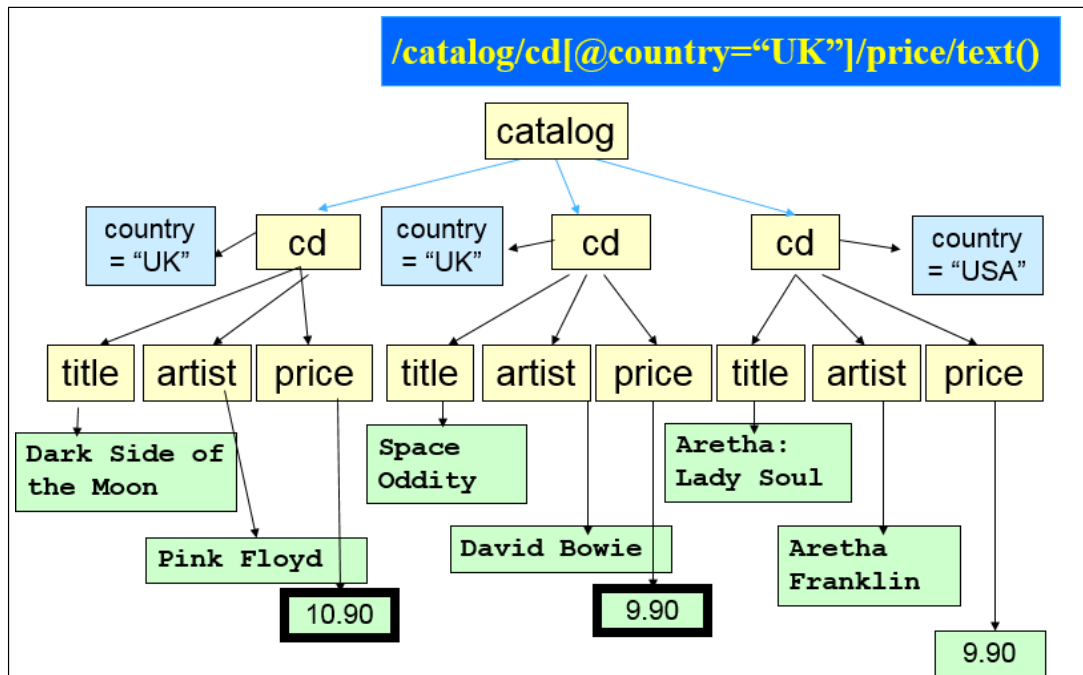 /catalog/cd[@country=“UK”]/price/text()
catalog
country
= “UK”
cd
country
= “UK”
cd
cd
country
= “USA”
title
artist
price
title
artist
price
title
artist
price
Dark Side of
the Moon
Space
Oddity
Aretha:
Lady Soul
Pink Floyd
David Bowie
Aretha
Franklin
10.90
9.90
9.90